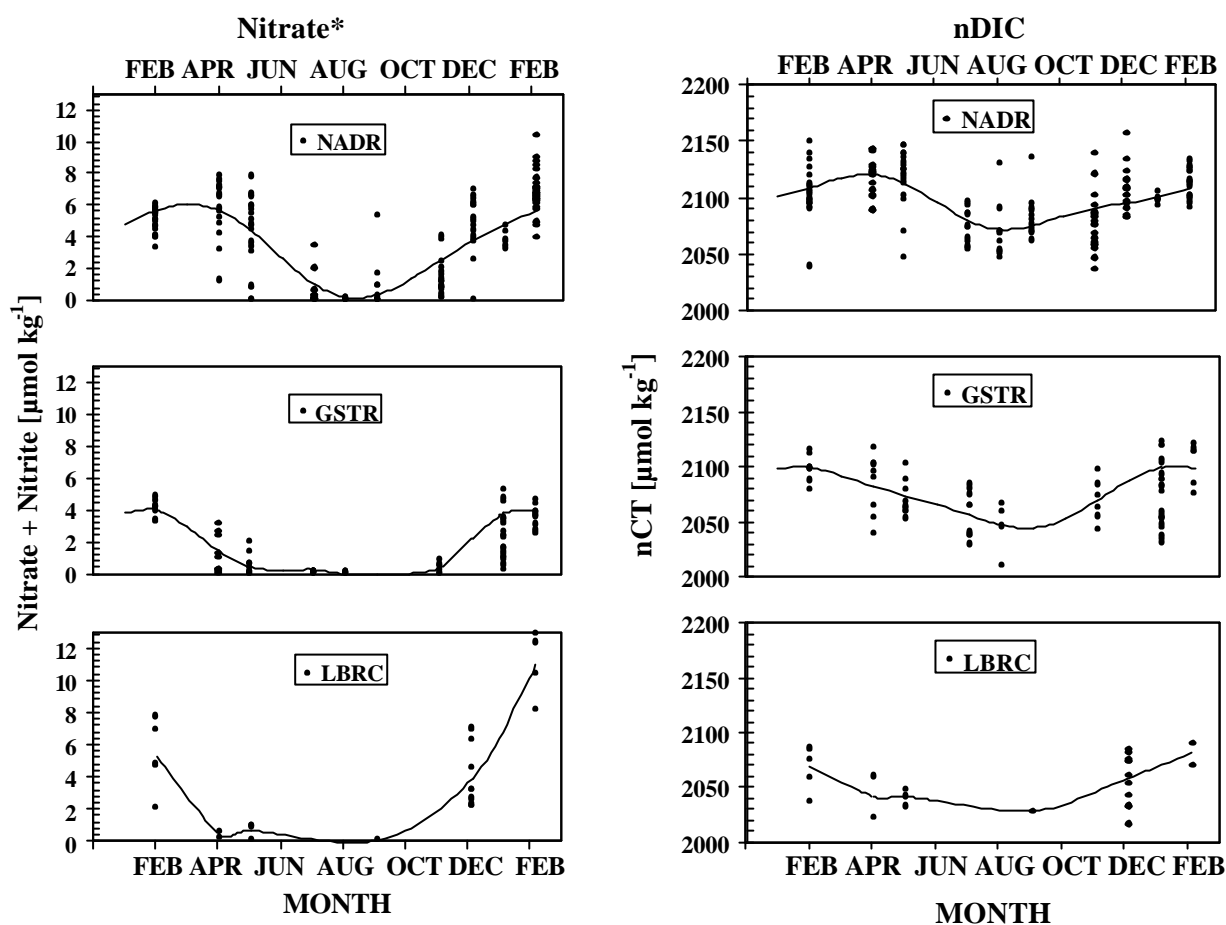 Nitrate*
FEB APR JUN AUG OCT DEC FEB
12
10
8
6
4
2
0
NADR
12
10
8
6
4
2
0
GSTR
12
10
8
6
4
2
0
LBRC
FEB APR JUN AUG OCT DEC FEB
MONTH
Nitrate + Nitrite [µmol kg⁻¹]
nDIC
FEB APR JUN AUG OCT DEC FEB
2200
2150
2100
2050
2000
NADR
2200
2150
2100
2050
2000
GSTR
2200
2150
2100
2050
2000
LBRC
FEB APR JUN AUG OCT DEC FEB
MONTH
nCT [µmol kg⁻¹]